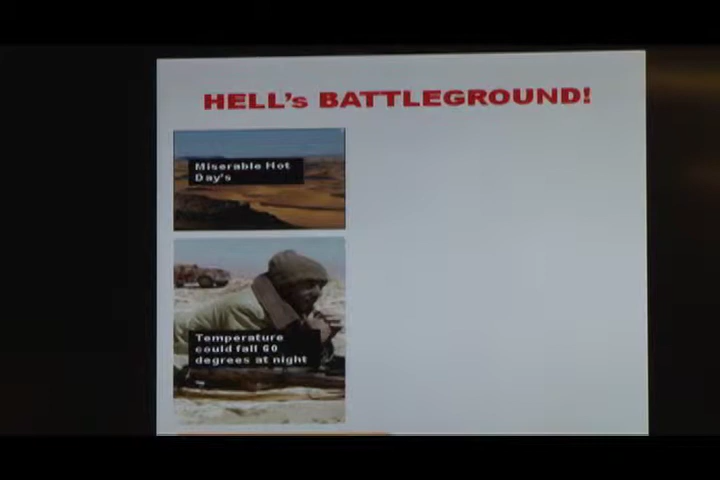 HELL's BATTLEGROUND!
Miserable Hot
Day's
Temperature
could fall 60
degrees at night